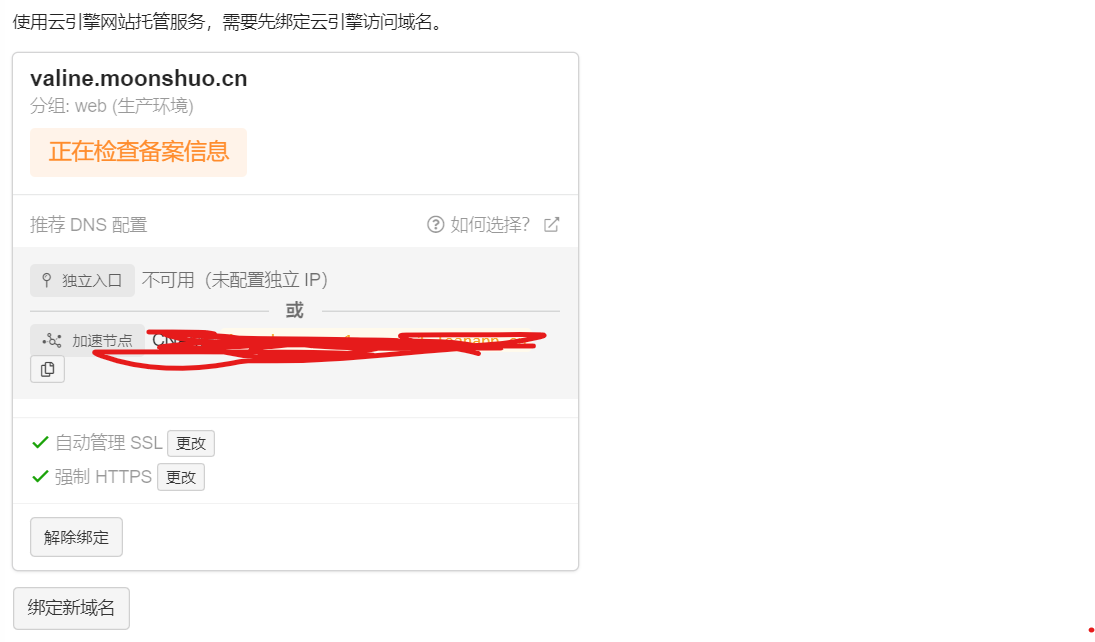 使用云引擎网站托管服务，需要先绑定云引擎访问域名。
valine.moonshuo.cn
分组: web (生产环境)
正在检查备案信息
推荐 DNS 配置 如何选择?
独立入口 不可用（未配置独立 IP）
或
加速节点
自动管理 SSL 更改
强制 HTTPS 更改
解除绑定
绑定新域名